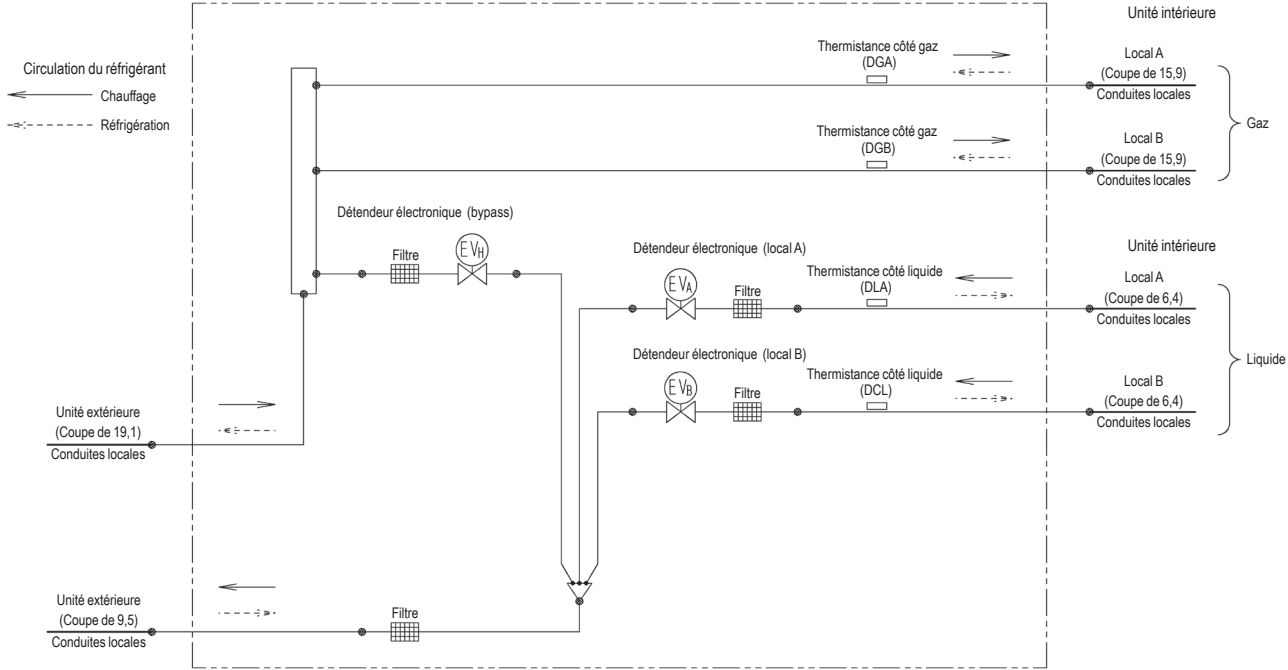 Unité intérieure
Circulation du réfrigérant
Chauffage
Réfrigération
Thermistance côté gaz
(DGA)
Local A
(Coupe de 15,9)
Conduites locales
Gaz
Thermistance côté gaz
(DGB)
Local B
(Coupe de 15,9)
Conduites locales
Détendeur électronique (bypass)
EVH
Filtre
Unité intérieure
Détendeur électronique (local A)
EVA
Filtre
Thermistance côté liquide
(DLA)
Local A
(Coupe de 6,4)
Conduites locales
Liquide
Détendeur électronique (local B)
EVB
Filtre
Thermistance côté liquide
(DCL)
Local B
(Coupe de 6,4)
Conduites locales
Unité extérieure
(Coupe de 19,1)
Conduites locales
Unité extérieure
(Coupe de 9,5)
Conduites locales
Filtre